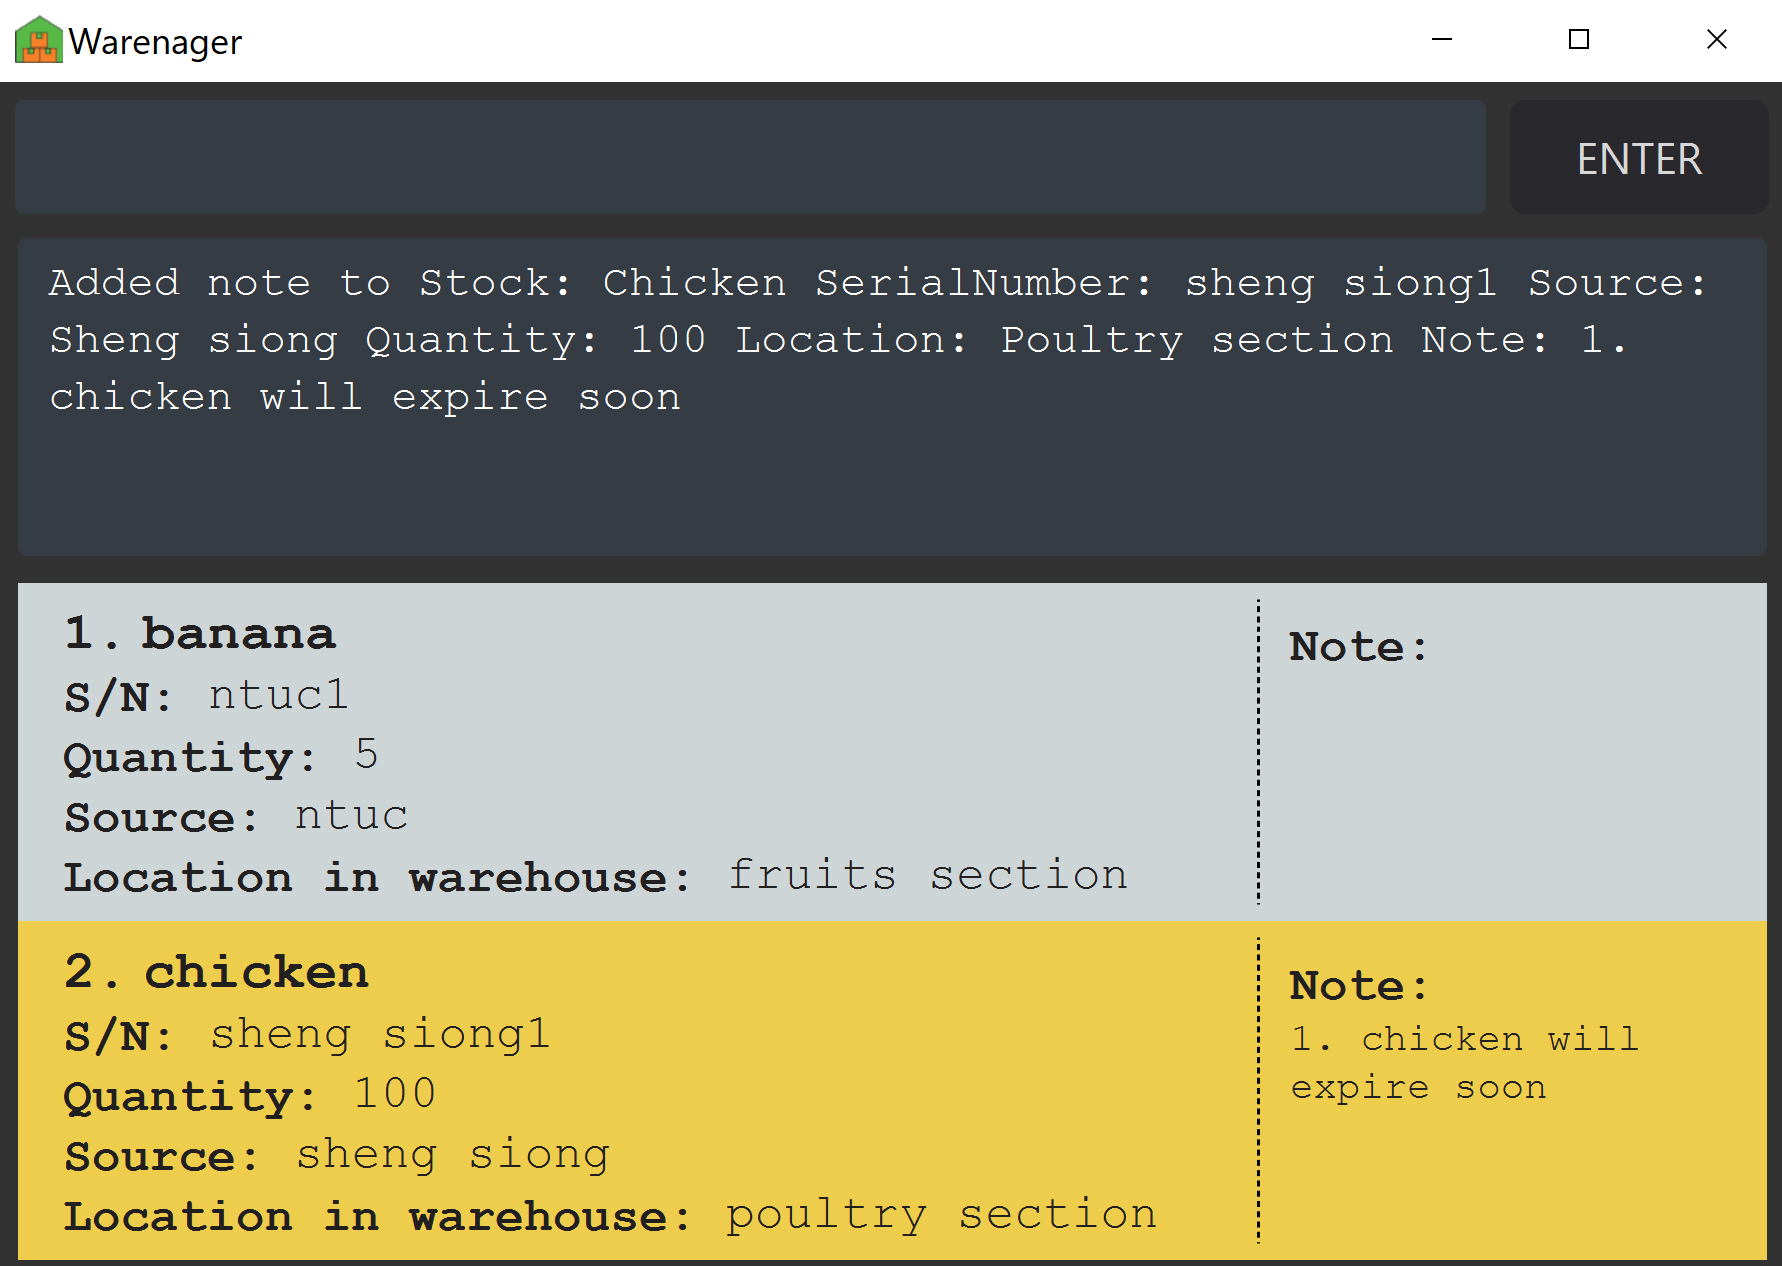 Warenager
ENTER
Added note to Stock: Chicken SerialNumber: sheng siong1 Source:
Sheng siong Quantity: 100 Location: Poultry section Note: 1.
chicken will expire soon
1. banana
S/N: ntuc1
Quantity: 5
Source: ntuc
Location in warehouse: fruits section
Note:
2. chicken
S/N: sheng siong1
Quantity: 100
Source: sheng siong
Location in warehouse: poultry section
Note:
1. chicken will
expire soon